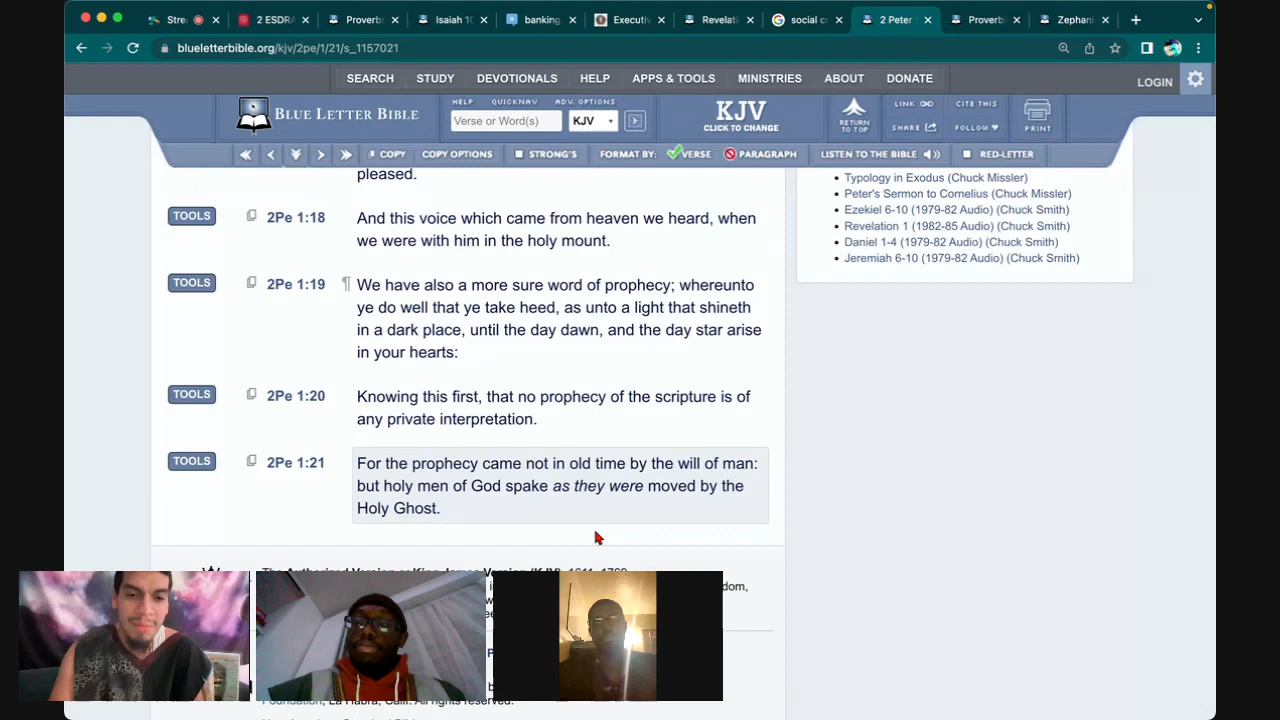 Stre
2 ESDRA
Proverb
Isaiah 10
banking
Executiv
Revelati
social c
2 Peter
Proverb
Zephani
blueletterbible.org/kjv/2pe/1/21/s_1157021
SEARCH STUDY DEVOTIONALS HELP APPS & TOOLS MINISTRIES ABOUT DONATE
LOGIN
BLUE LETTER BIBLE
HELP QUICKNAV ADV. OPTIONS
Verse or Word(s)
KJV
KJV
CLICK TO CHANGE
RETURN
TO TOP
LINK
CITE THIS
SHARE
FOLLOW
PRINT
COPY COPY OPTIONS STRONG'S FORMAT BY: VERSE PARAGRAPH LISTEN TO THE BIBLE RED-LETTER
pleased.
TOOLS 2Pe 1:18 And this voice which came from heaven we heard, when
we were with him in the holy mount.
TOOLS 2Pe 1:19 ¶ We have also a more sure word of prophecy; whereunto
ye do well that ye take heed, as unto a light that shineth
in a dark place, until the day dawn, and the day star arise
in your hearts:
TOOLS 2Pe 1:20 Knowing this first, that no prophecy of the scripture is of
any private interpretation.
TOOLS 2Pe 1:21 For the prophecy came not in old time by the will of man:
but holy men of God spake as they were moved by the
Holy Ghost.
• Typology in Exodus (Chuck Missler)
• Peter's Sermon to Cornelius (Chuck Missler)
• Ezekiel 6-10 (1979-82 Audio) (Chuck Smith)
• Revelation 1 (1982-85 Audio) (Chuck Smith)
• Daniel 1-4 (1979-82 Audio) (Chuck Smith)
• Jeremiah 6-10 (1979-82 Audio) (Chuck Smith)
Foundation, La Habra, Calif. All rights reserved.